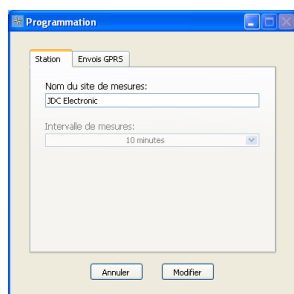 Programmation
Station Envois GPRS
Nom du site de mesures:
JDC Electronic
Intervalle de mesures:
10 minutes
Annuler Modifier